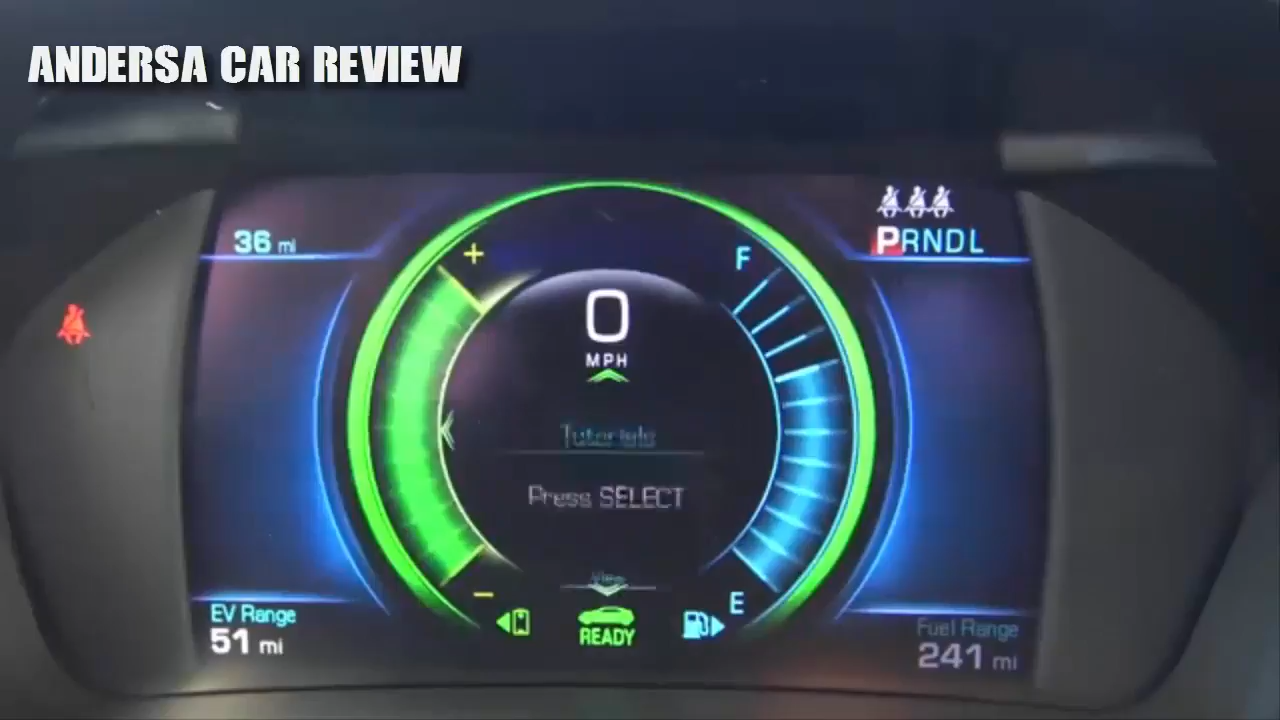 ANDERSA CAR REVIEW
36 mi
PRNDL
+
F
0
MPH
Tutorials
Press SELECT
View
−
E
EV Range
51 mi
READY
Fuel Range
241 mi